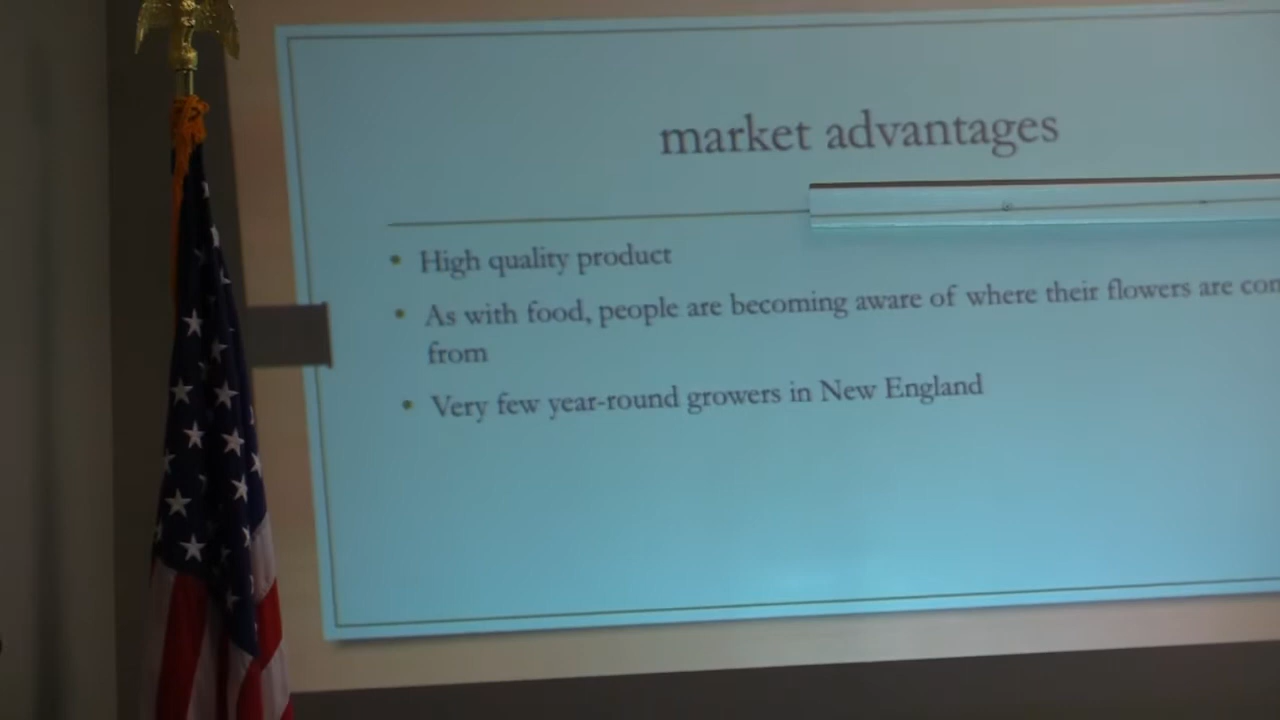 market advantages
High quality product
As with food, people are becoming aware of where their flowers are
from
Very few year-round growers in New England